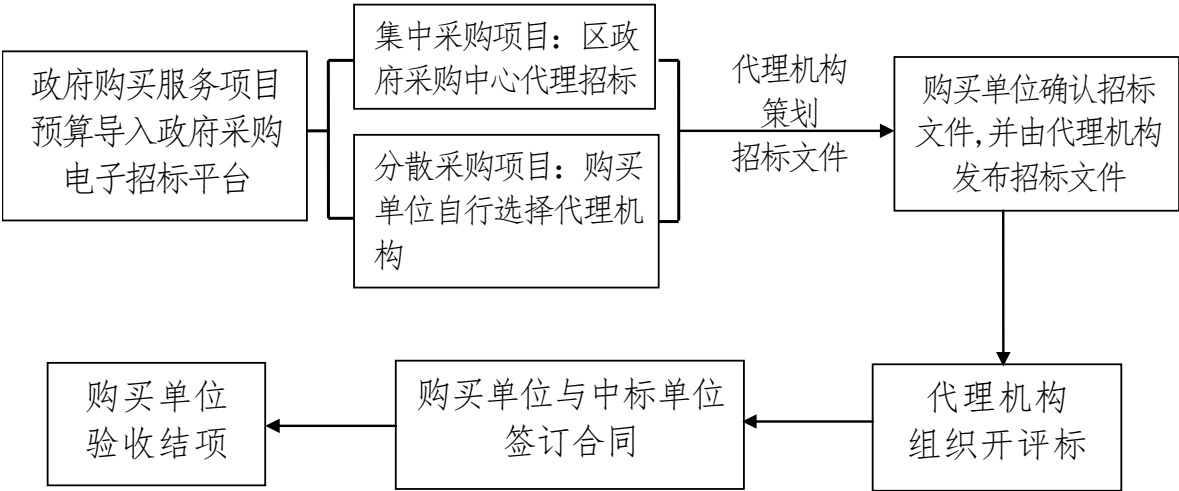 政府购买服务项目
预算导入政府采购
电子招标平台
集中采购项目：区政
府采购中心代理招标
分散采购项目：购买
单位自行选择代理机
构
代理机构
策划
招标文件
购买单位确认招标
文件,并由代理机构
发布招标文件
代理机构
组织开评标
购买单位与中标单位
签订合同
购买单位
验收结项